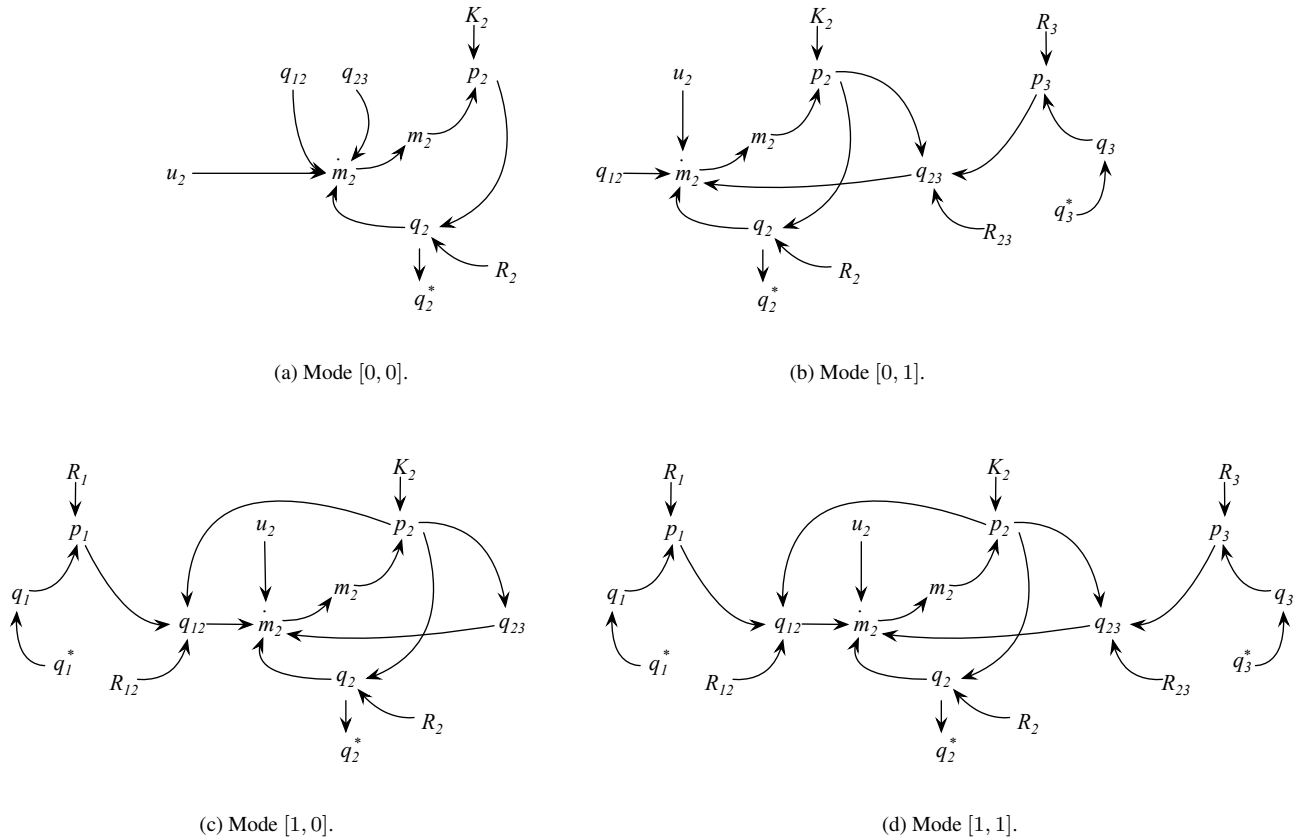 K₂
q₁₂ q₂₃ p₂
m₂
u₂ ṁ₂
q₂
R₂
q₂*
(a) Mode [0, 0].
K₂ R₃
u₂ p₂ p₃
m₂ q₃
q₁₂ ṁ₂ q₂₃
q₃*
q₂ R₂₃
R₂
q₂*
(b) Mode [0, 1].
R₁ K₂
p₁ u₂ p₂
q₁ m₂
q₁₂ ṁ₂ q₂₃
q₁* R₁₂ q₂
R₂
q₂*
(c) Mode [1, 0].
R₁ K₂ R₃
p₁ u₂ p₂ p₃
q₁ m₂ q₃
q₁₂ ṁ₂ q₂₃
q₁* R₁₂ q₂ R₂₃ q₃*
R₂
q₂*
(d) Mode [1, 1].